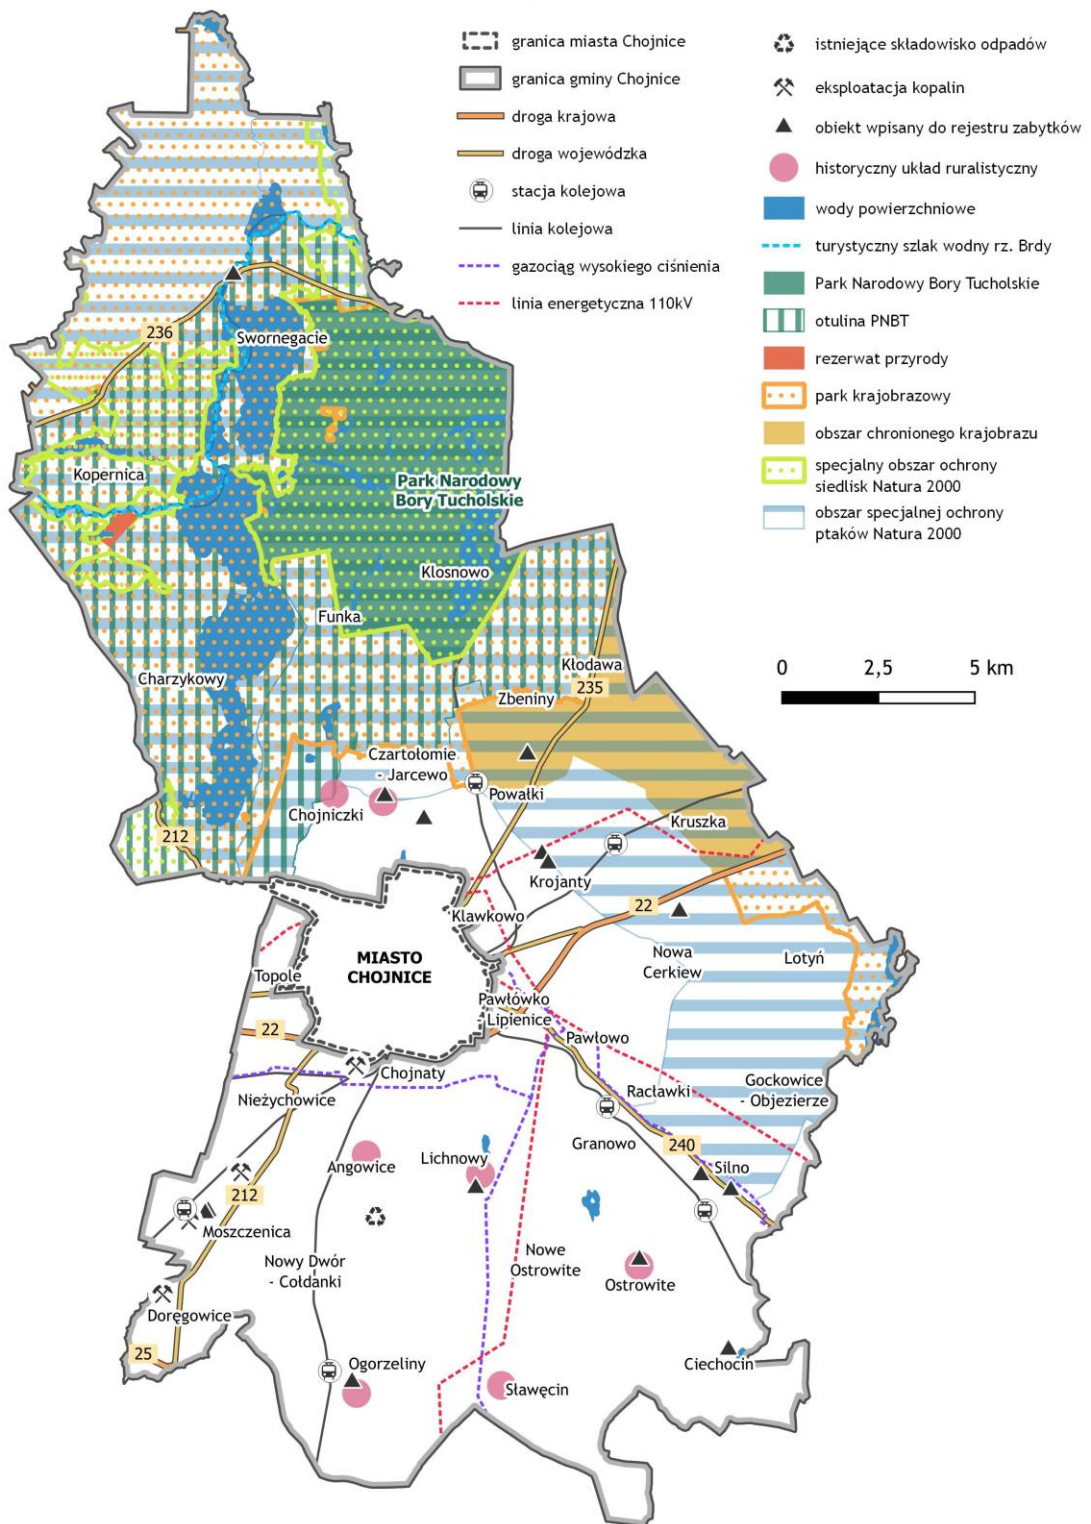 granica miasta Chojnice
granica gminy Chojnice
droga krajowa
droga wojewódzka
stacja kolejowa
linia kolejowa
gazociąg wysokiego ciśnienia
linia energetyczna 110kV
istniejące składowisko odpadów
eksploatacja kopalin
obiekt wpisany do rejestru zabytków
historyczny układ ruralistyczny
wody powierzchniowe
turystyczny szlak wodny rz. Brdy
Park Narodowy Bory Tucholskie
otulina PNBT
rezerwat przyrody
park krajobrazowy
obszar chronionego krajobrazu
specjalny obszar ochrony
siedlisk Natura 2000
obszar specjalnej ochrony
ptaków Natura 2000
0 2,5 5 km
236
Swornegacie
Kopernica
Park Narodowy
Bory Tucholskie
Klosnowo
Funka
Charzykowy
Kłodawa
235
Zbeniny
Czartołomie
- Jarcewo
Powałki
Chojniczki
212
Kruszka
Krojanty
22
Klawkowo
Nowa
Cerkiew
Lotyń
MIASTO
CHOJNICE
Topole
Pawłówko
- Lipienice
22
Pawłowo
Chojnaty
Nieżychowice
Racławki
Gockowice
- Objezierze
Granowo
240
Silno
Angowice
Lichnowy
212
Moszczenica
Nowy Dwór
- Cołdanki
Nowe
Ostrowite
Ostrowite
Doręgowice
25
Ogorzeliny
Sławęcin
Ciechocin